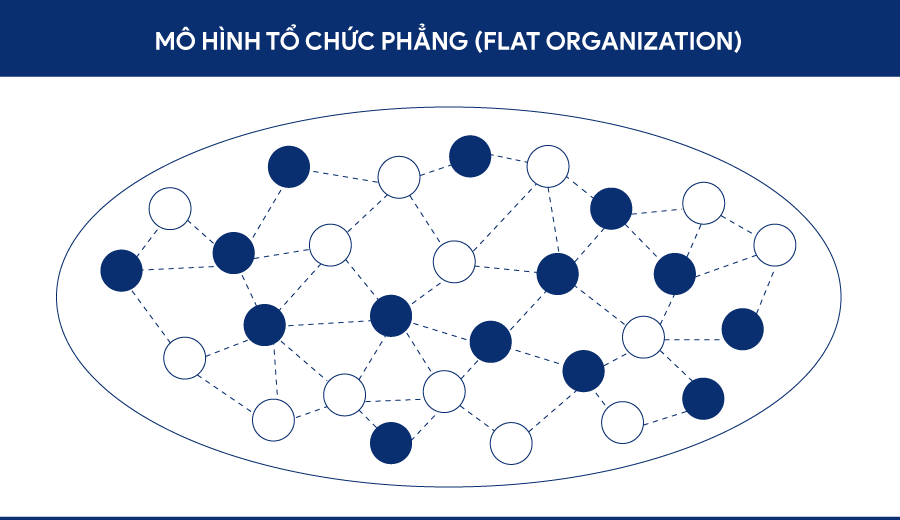 MÔ HÌNH TỔ CHỨC PHẲNG (FLAT ORGANIZATION)